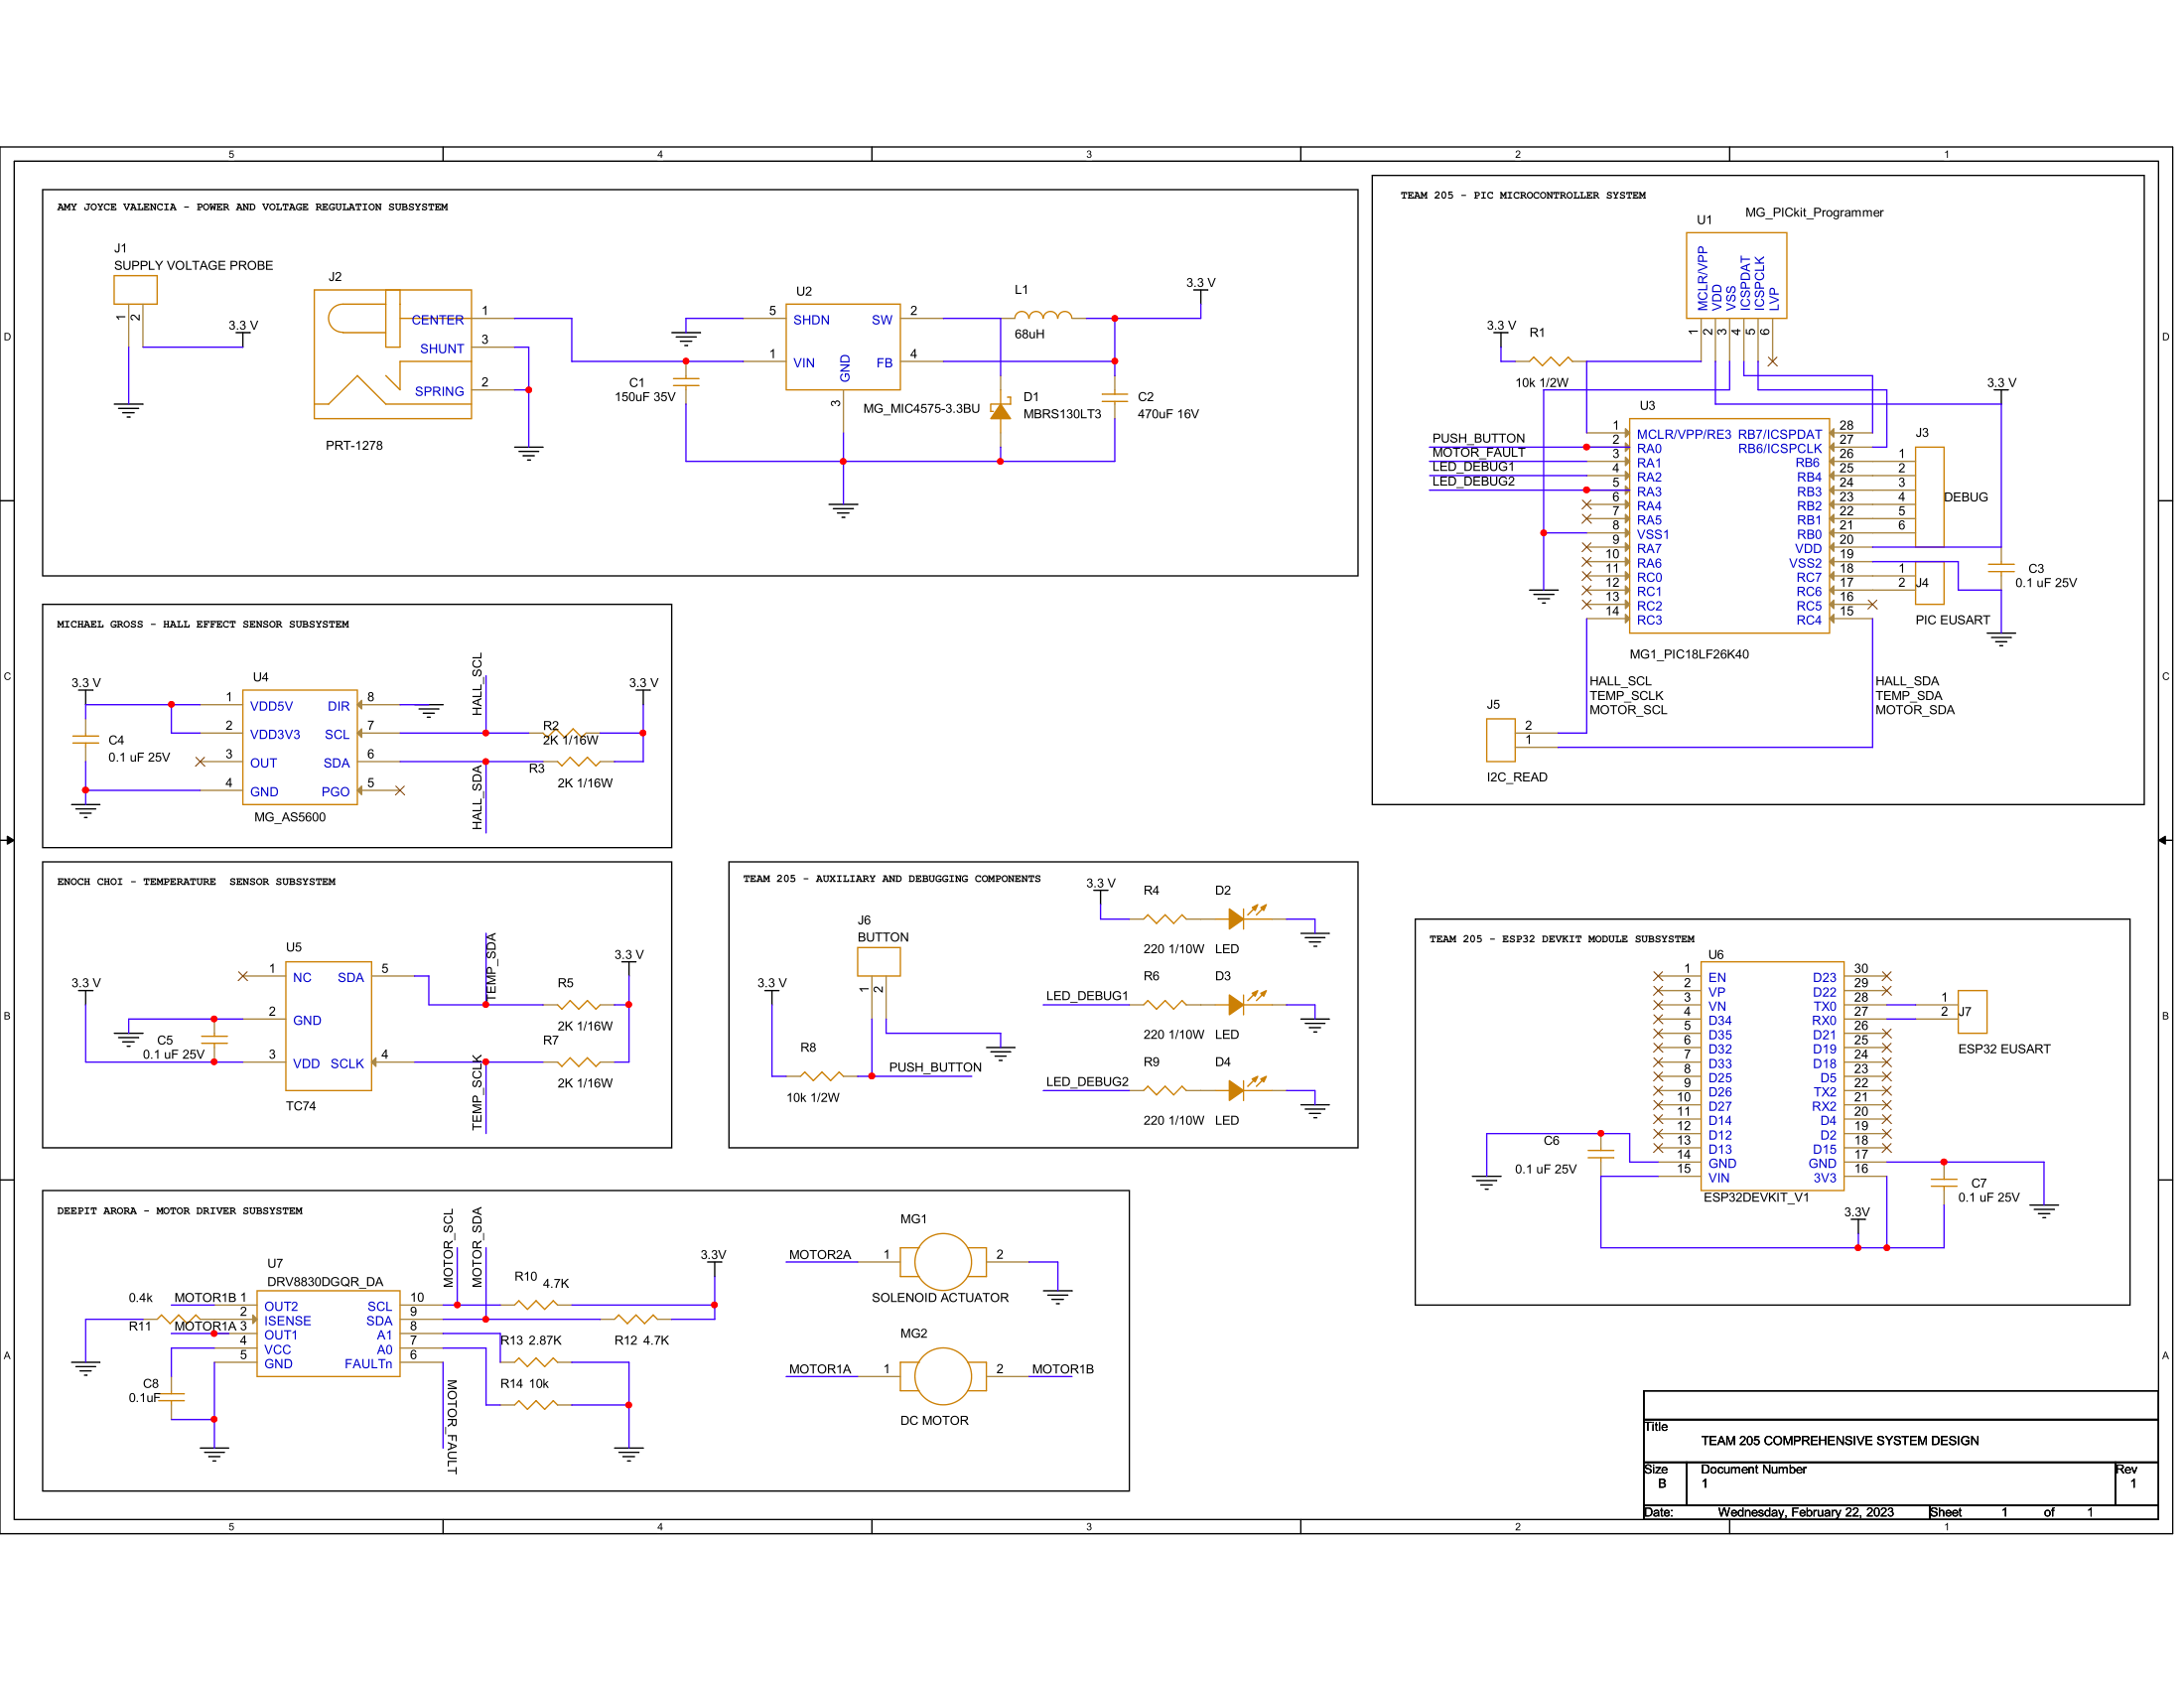 5 4 3 2 1
D
C
B
A
D
C
B
A
AMY JOYCE VALENCIA - POWER AND VOLTAGE REGULATION SUBSYSTEM
J1
SUPPLY VOLTAGE PROBE
1
2
3.3 V
J2
CENTER 1
SHUNT 3
SPRING 2
PRT-1278
C1
150uF 35V
U2
5 SHDN SW 2
1 VIN FB 4
GND
3
MG_MIC4575-3.3BU
L1
68uH
3.3 V
D1
MBRS130LT3
C2
470uF 16V
TEAM 205 - PIC MICROCONTROLLER SYSTEM
U1
MG_PICkit_Programmer
MCLR/VPP
VDD
VSS
ICSPDAT
ICSPCLK
LVP
1
2
3
4
5
6
3.3 V
R1
10k 1/2W
3.3 V
U3
PUSH_BUTTON
MOTOR_FAULT
LED_DEBUG1
LED_DEBUG2
1 MCLR/VPP/RE3 RB7/ICSPDAT 28
2 RA0 RB6/ICSPCLK 27
3 RA1 RB6 26
4 RA2 RB4 25
5 RA3 RB3 24
6 RA4 RB2 23
7 RA5 RB1 22
8 VSS1 RB0 21
9 RA7 VDD 20
10 RA6 VSS2 19
11 RC0 RC7 18
12 RC1 RC6 17
13 RC2 RC5 16
14 RC3 RC4 15
MG1_PIC18LF26K40
J3
1
2
3
4
5
6
DEBUG
1
2 J4
PIC EUSART
C3
0.1 uF 25V
HALL_SCL
TEMP_SCLK
MOTOR_SCL
HALL_SDA
TEMP_SDA
MOTOR_SDA
J5
2
1
I2C_READ
MICHAEL GROSS - HALL EFFECT SENSOR SUBSYSTEM
3.3 V
C4
0.1 uF 25V
U4
1 VDD5V DIR 8
2 VDD3V3 SCL 7
3 OUT SDA 6
4 GND PGO 5
MG_AS5600
HALL_SCL
HALL_SDA
R2
2K 1/16W
R3
2K 1/16W
3.3 V
ENOCH CHOI - TEMPERATURE  SENSOR SUBSYSTEM
3.3 V
C5
0.1 uF 25V
U5
1 NC SDA 5
2 GND
3 VDD SCLK 4
TC74
TEMP_SDA
TEMP_SCLK
R5
2K 1/16W
R7
2K 1/16W
3.3 V
TEAM 205 - AUXILIARY AND DEBUGGING COMPONENTS
J6
BUTTON
1
2
3.3 V
R8
10k 1/2W
PUSH_BUTTON
3.3 V
R4 D2
220 1/10W LED
LED_DEBUG1
R6 D3
220 1/10W LED
LED_DEBUG2
R9 D4
220 1/10W LED
TEAM 205 - ESP32 DEVKIT MODULE SUBSYSTEM
U6
1 EN D23 30
2 VP D22 29
3 VN TX0 28
4 D34 RX0 27
5 D35 D21 26
6 D32 D19 25
7 D33 D18 24
8 D25 D5 23
9 D26 TX2 22
10 D27 RX2 21
11 D14 D4 20
12 D12 D2 19
13 D13 D15 18
14 GND GND 17
15 VIN 3V3 16
ESP32DEVKIT_V1
1
2 J7
ESP32 EUSART
C6
0.1 uF 25V
C7
0.1 uF 25V
3.3V
DEEPIT ARORA - MOTOR DRIVER SUBSYSTEM
U7
DRV8830DGQR_DA
0.4k
R11
MOTOR1B 1 OUT2 SCL 10
2 ISENSE SDA 9
MOTOR1A 3 OUT1 A1 8
4 VCC A0 7
5 GND FAULTn 6
C8
0.1uF
MOTOR_SCL
MOTOR_SDA
MOTOR_FAULT
R10 4.7K
R12 4.7K
R13 2.87K
R14 10k
3.3V
MG1
MOTOR2A 1 2
SOLENOID ACTUATOR
MG2
MOTOR1A 1 2 MOTOR1B
DC MOTOR
Title
TEAM 205 COMPREHENSIVE SYSTEM DESIGN
Size Document Number Rev
B 1 1
Date: Wednesday, February 22, 2023 Sheet 1 of 1
5 4 3 2 1